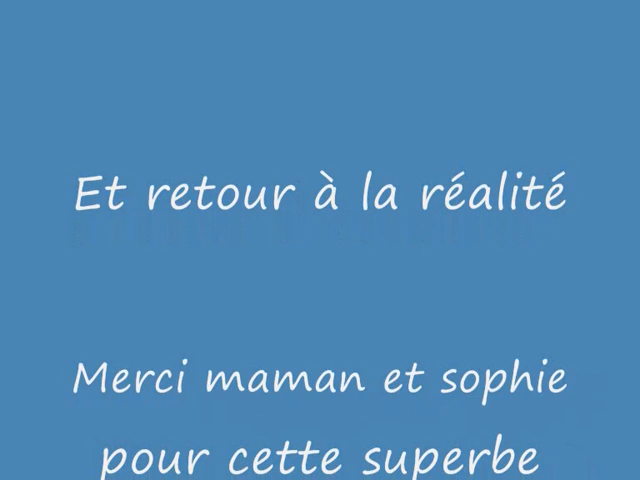 Et retour à la réalité
Merci maman et sophie
pour cette superbe